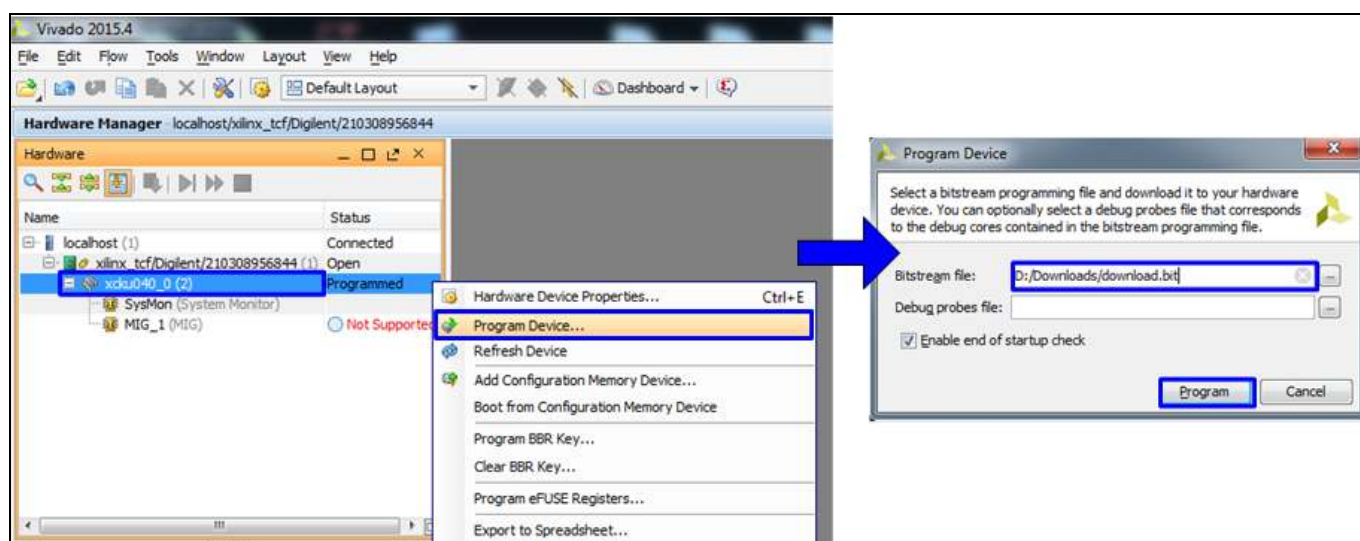 Vivado 2015.4
File Edit Flow Tools Window Layout View Help
Default Layout Dashboard
Hardware Manager - localhost/xilinx_tcf/Digilent/210308956844
Hardware
Name Status
localhost (1) Connected
xilinx_tcf/Digilent/210308956844 (1) Open
xcku040_0 (2) Programmed
SysMon (System Monitor)
MIG_1 (MIG) Not Supported
Hardware Device Properties... Ctrl+E
Program Device...
Refresh Device
Add Configuration Memory Device...
Boot from Configuration Memory Device
Program BBR Key...
Clear BBR Key...
Program eFUSE Registers...
Export to Spreadsheet...
Program Device
Select a bitstream programming file and download it to your hardware
device. You can optionally select a debug probes file that corresponds
to the debug cores contained in the bitstream programming file.
Bitstream file: D:/Downloads/download.bit
Debug probes file:
Enable end of startup check
Program Cancel